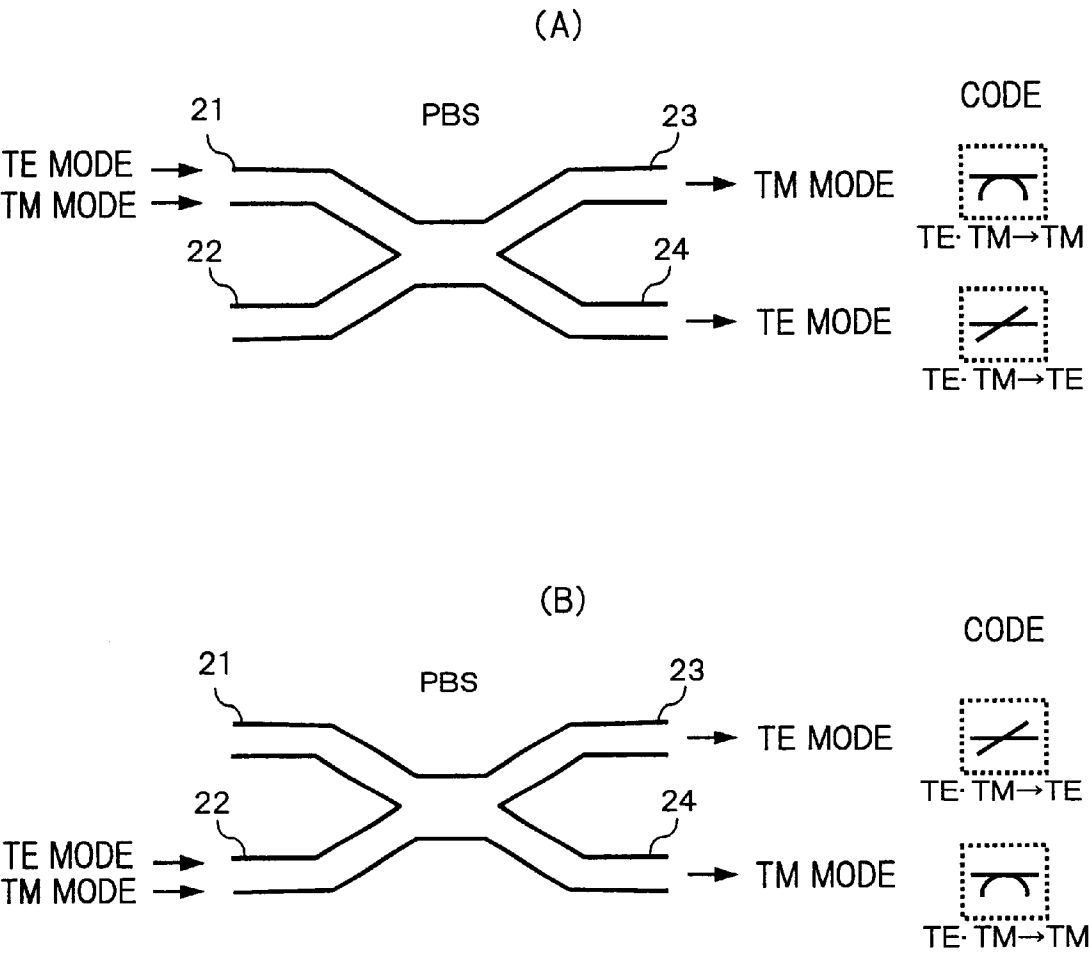 (A)
CODE
21
PBS
23
TE MODE
TM MODE
TM MODE
TE· TM→TM
22
24
TE MODE
TE· TM→TE
(B)
CODE
21
PBS
23
TE MODE
TE· TM→TE
22
24
TE MODE
TM MODE
TM MODE
TE· TM→TM